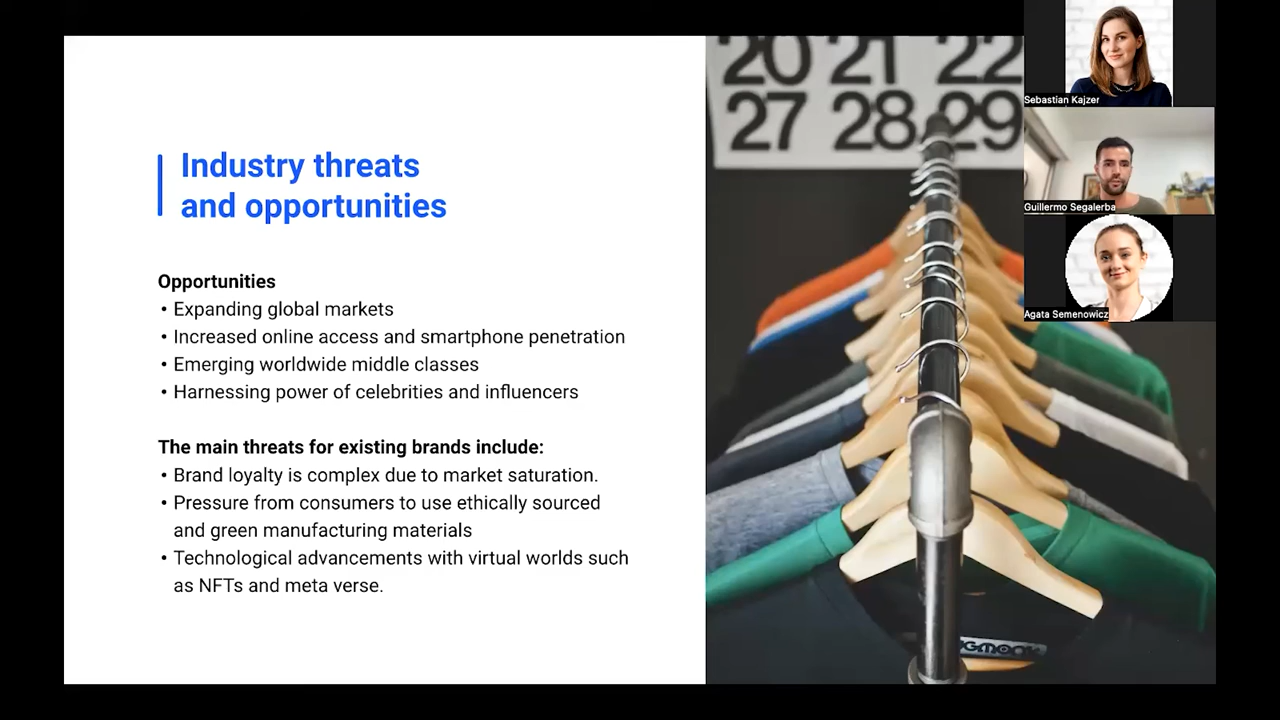 Industry threats
and opportunities
Opportunities
• Expanding global markets
• Increased online access and smartphone penetration
• Emerging worldwide middle classes
• Harnessing power of celebrities and influencers
The main threats for existing brands include:
• Brand loyalty is complex due to market saturation.
• Pressure from consumers to use ethically sourced
and green manufacturing materials
• Technological advancements with virtual worlds such
as NFTs and meta verse.
20 21 22
27 28 29
Sebastian Kajzer
Guillermo Segalerba
Agata Semenowicz